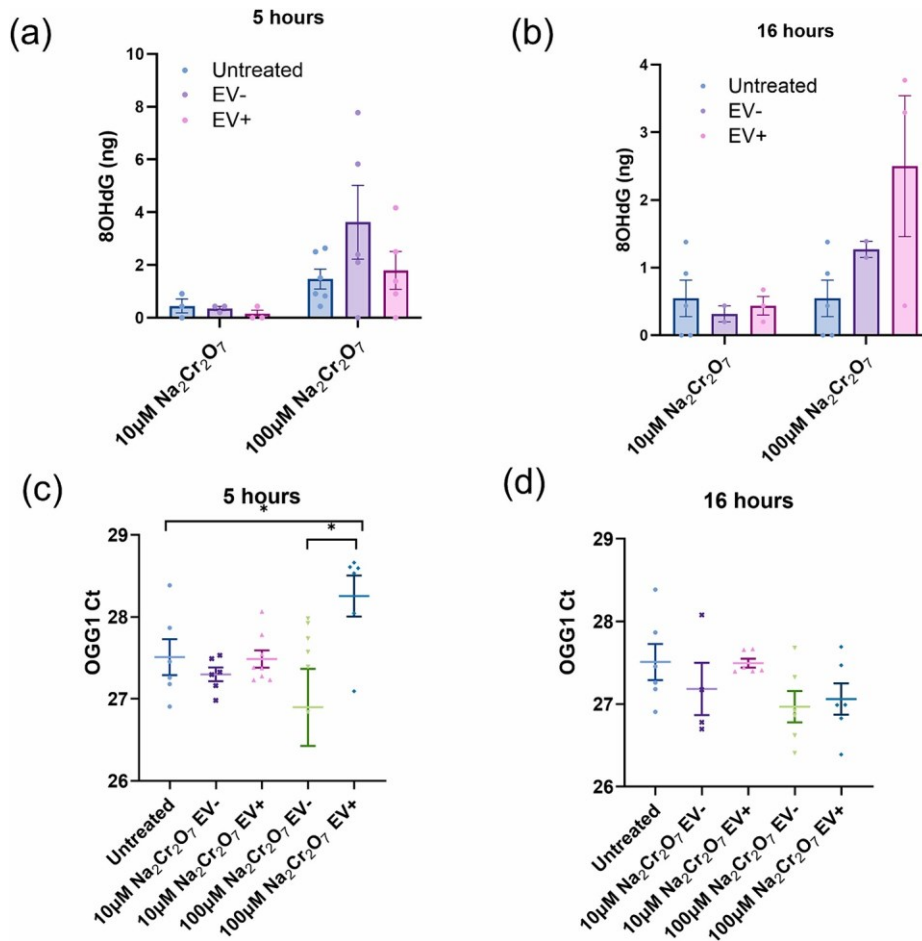 (a)
5 hours
10
8
6
4
2
0
8OHdG (ng)
Untreated
EV-
EV+
10µM Na₂Cr₂O₇
100µM Na₂Cr₂O₇
(b)
16 hours
4
3
2
1
0
8OHdG (ng)
Untreated
EV-
EV+
10µM Na₂Cr₂O₇
100µM Na₂Cr₂O₇
(c)
5 hours
*
*
29
28
27
26
OGG1 Ct
Untreated
10µM Na₂Cr₂O₇ EV-
10µM Na₂Cr₂O₇ EV+
100µM Na₂Cr₂O₇ EV-
100µM Na₂Cr₂O₇ EV+
(d)
16 hours
29
28
27
26
OGG1 Ct
Untreated
10µM Na₂Cr₂O₇ EV-
10µM Na₂Cr₂O₇ EV+
100µM Na₂Cr₂O₇ EV-
100µM Na₂Cr₂O₇ EV+